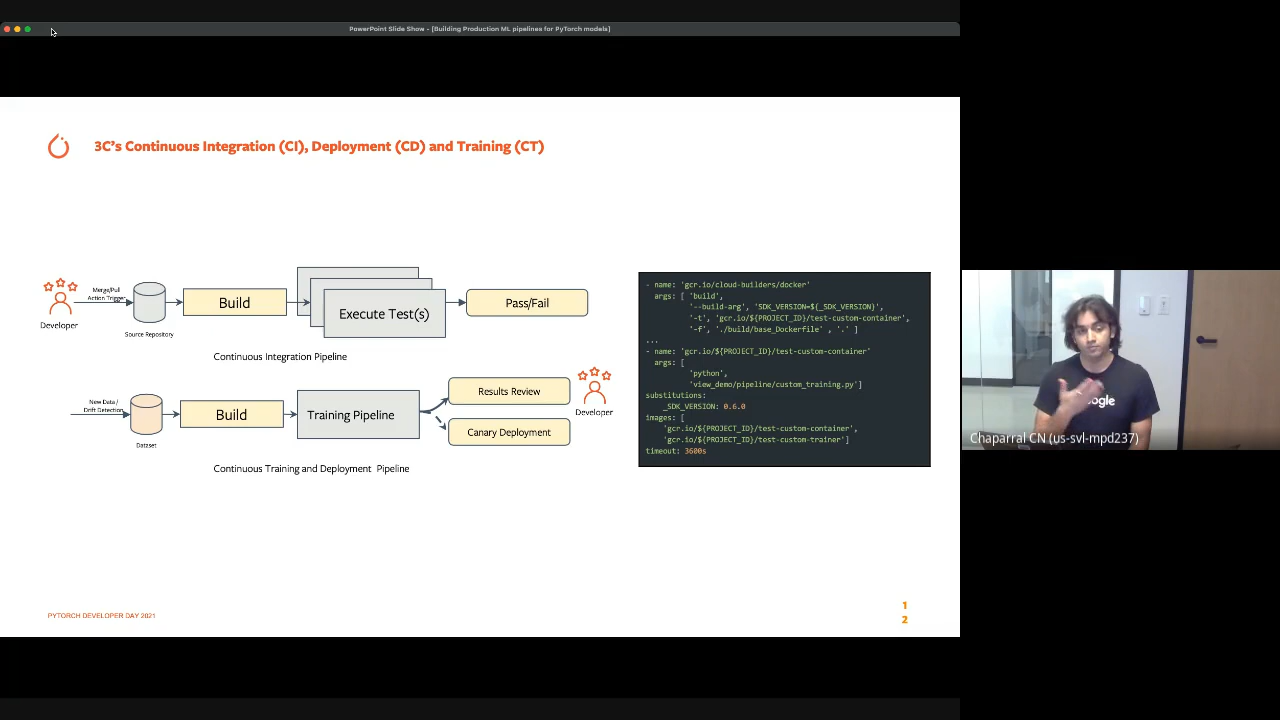 PowerPoint Slide Show - [Building Production ML pipelines for PyTorch models]
3C's Continuous Integration (CI), Deployment (CD) and Training (CT)
Merge/Pull
Action Trigger
Developer
Source Repository
Build
Execute Test(s)
Pass/Fail
Continuous Integration Pipeline
New Data /
Drift Detection
Dataset
Build
Training Pipeline
Results Review
Canary Deployment
Developer
Continuous Training and Deployment Pipeline
- name: 'gcr.io/cloud-builders/docker'
args: [ 'build',
'--build-arg', 'SDK_VERSION=${_SDK_VERSION}',
'-t', 'gcr.io/${PROJECT_ID}/test-custom-container',
'-f', './build/base_Dockerfile' , '.' ]
...
- name: 'gcr.io/${PROJECT_ID}/test-custom-container'
args: [
'python',
'view_demo/pipeline/custom_training.py']
substitutions:
_SDK_VERSION: 0.6.0
images: [
'gcr.io/${PROJECT_ID}/test-custom-container',
'gcr.io/${PROJECT_ID}/test-custom-trainer']
timeout: 3600s
PYTORCH DEVELOPER DAY 2021
1
2
ogle
Chaparral CN (us-svl-mpd237)